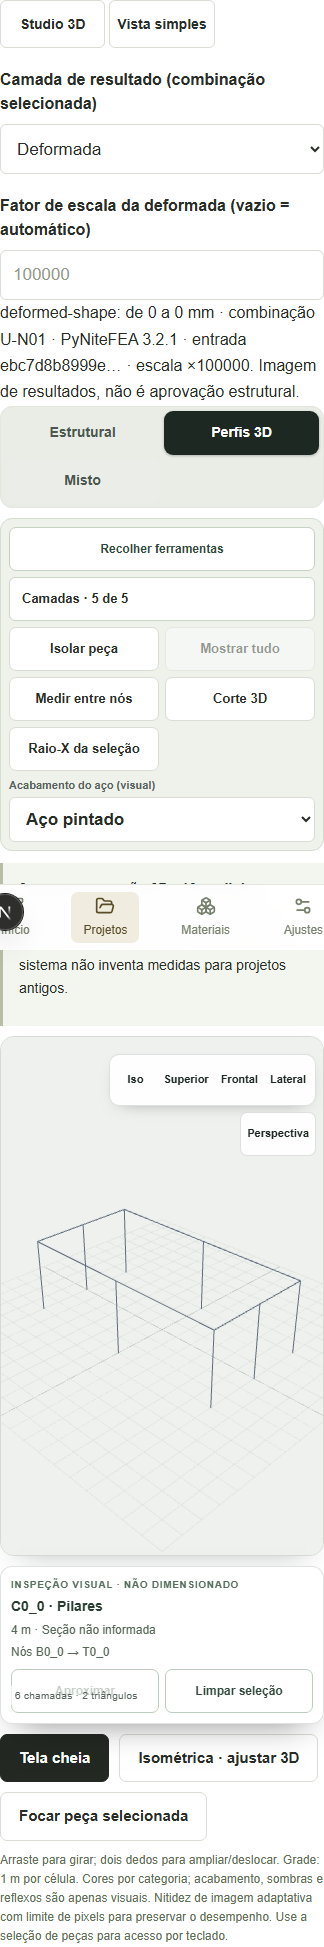 Studio 3D
Vista simples
Camada de resultado (combinação
selecionada)
Deformada
Fator de escala da deformada (vazio =
automático)
100000
deformed-shape: de 0 a 0 mm · combinação
U-N01 · PyNiteFEA 3.2.1 · entrada
ebc7d8b8999e… · escala ×100000. Imagem
de resultados, não é aprovação estrutural.
Estrutural
Perfis 3D
Misto
Recolher ferramentas
Camadas · 5 de 5
Isolar peça
Mostrar tudo
Medir entre nós
Corte 3D
Raio-X da seleção
Acabamento do aço (visual)
Aço pintado
N
Projetos
Materiais
Ajustes
sistema não inventa medidas para projetos
antigos.
Iso
Superior
Frontal
Lateral
Perspectiva
INSPEÇÃO VISUAL · NÃO DIMENSIONADO
C0_0 · Pilares
4 m · Seção não informada
Nós B0_0 → T0_0
Aproximar
6 chamadas · 2 triângulos
Limpar seleção
Tela cheia
Isométrica · ajustar 3D
Focar peça selecionada
Arraste para girar; dois dedos para ampliar/deslocar. Grade:
1 m por célula. Cores por categoria; acabamento, sombras e
reflexos são apenas visuais. Nitidez de imagem adaptativa
com limite de pixels para preservar o desempenho. Use a
seleção de peças para acesso por teclado.